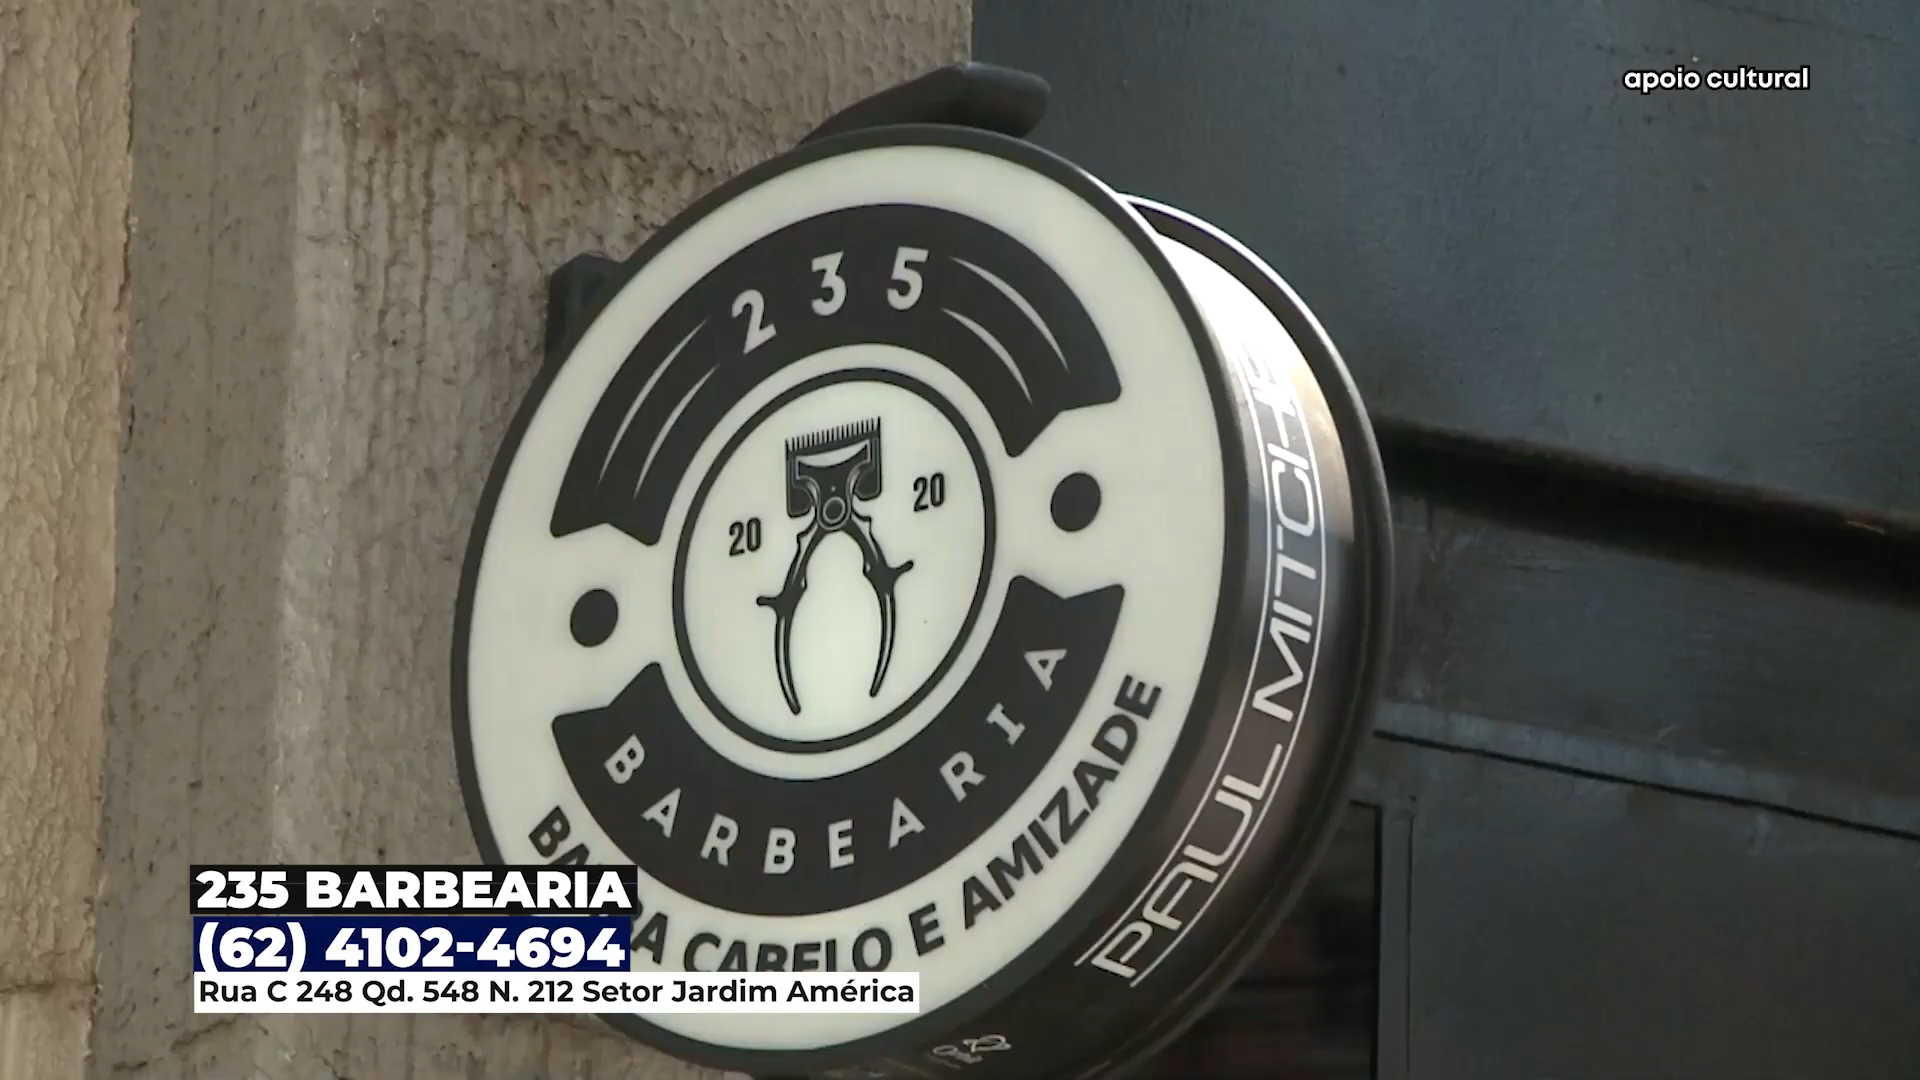 apoio cultural
2 3 5
20 20
BARBEARIA
CABELO E AMIZADE
PAUL MITCHE
235 BARBEARIA
(62) 4102-4694
Rua C 248 Qd. 548 N. 212 Setor Jardim América